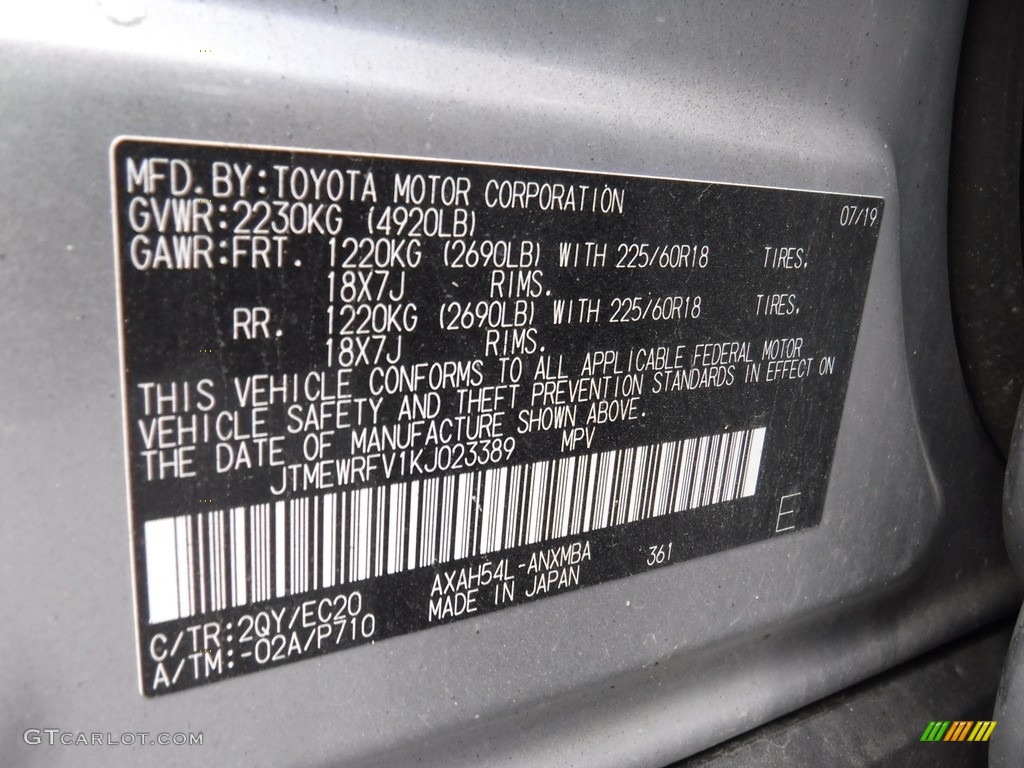 MFD. BY: TOYOTA MOTOR CORPORATION 07/19
GVWR: 2230KG (4920LB)
GAWR: FRT. 1220KG (2690LB) WITH 225/60R18 TIRES,
18X7J RIMS.
RR. 1220KG (2690LB) WITH 225/60R18 TIRES,
18X7J RIMS.
THIS VEHICLE CONFORMS TO ALL APPLICABLE FEDERAL MOTOR
VEHICLE SAFETY AND THEFT PREVENTION STANDARDS IN EFFECT ON
THE DATE OF MANUFACTURE SHOWN ABOVE.
JTMEWRFV1KJ023389 MPV
E
AXAH54L-ANXMBA 361
MADE IN JAPAN
C/TR: 2QY/EC20
A/TM: -02A/P710
GTCARLOT.COM